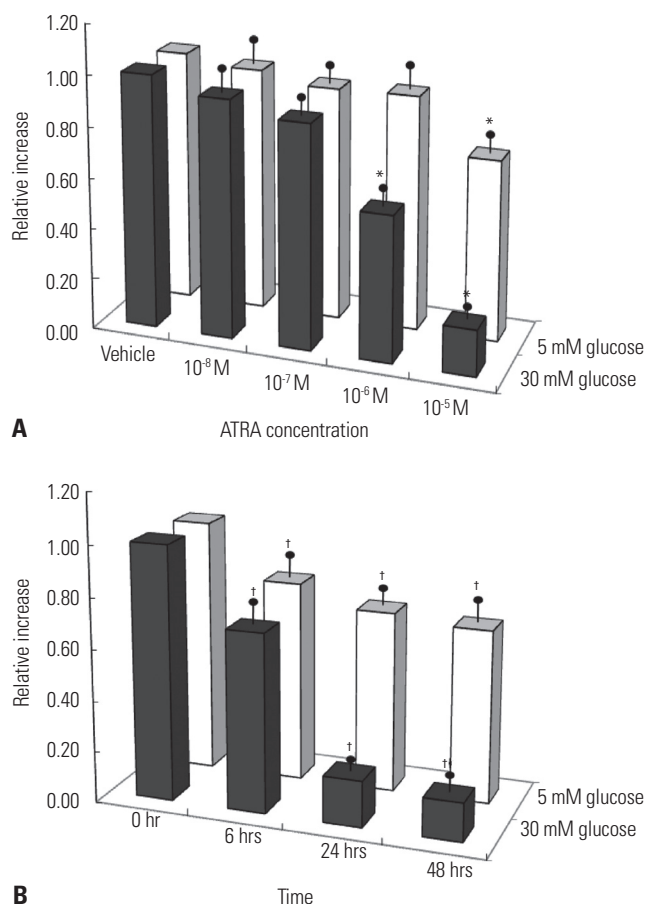 1.20
1.00
0.80
0.60
0.40
0.20
0.00
Relative increase
*
*
*
Vehicle
10⁻⁸ M
10⁻⁷ M
10⁻⁶ M
10⁻⁵ M
5 mM glucose
30 mM glucose
A
ATRA concentration
1.20
1.00
0.80
0.60
0.40
0.20
0.00
Relative increase
†
†
†
†
†
†
0 hr
6 hrs
24 hrs
48 hrs
5 mM glucose
30 mM glucose
B
Time